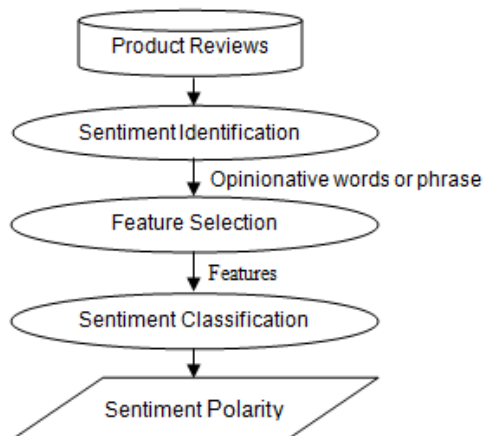 Product Reviews
Sentiment Identification
Opinionative words or phrase
Feature Selection
Features
Sentiment Classification
Sentiment Polarity